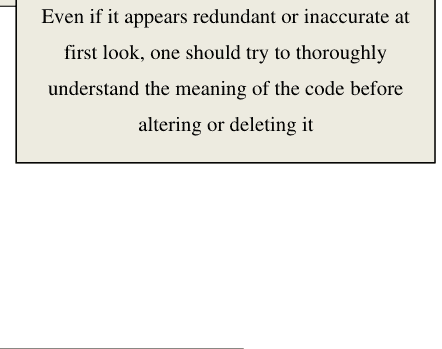 Even if it appears redundant or inaccurate at
first look, one should try to thoroughly
understand the meaning of the code before
altering or deleting it